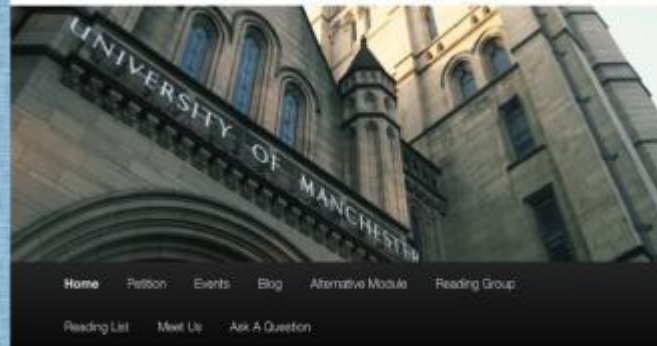 UNIVERSITY OF MANCHESTER
Home Petition Events Blog Alternative Module Reading Group
Reading List Meet Us Ask A Question